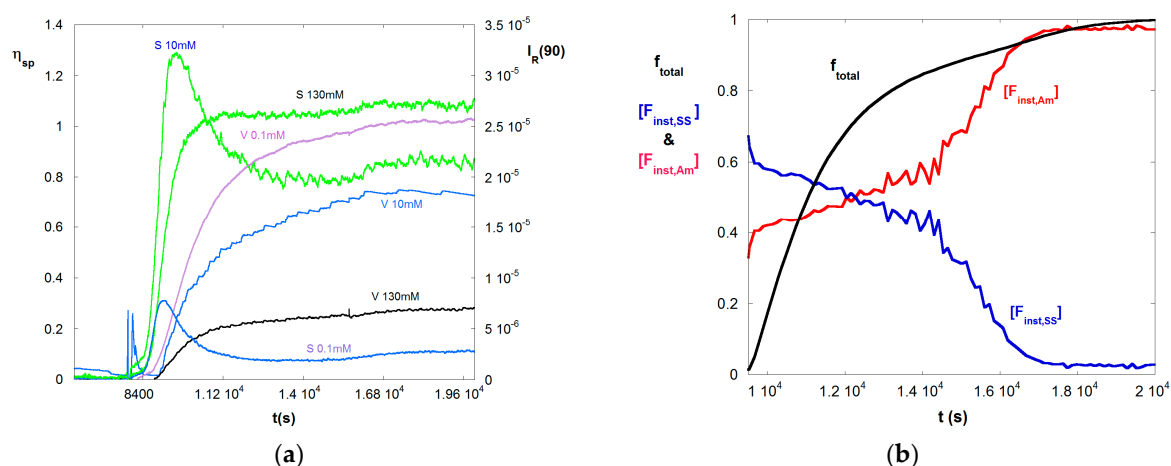 1.4
1.2
1
0.8
0.6
0.4
0.2
0
η_sp
S 10mM
S 130mM
V 0.1mM
V 10mM
V 130mM
S 0.1mM
3.5 10^-5
I_R(90)
3 10^-5
2.5 10^-5
2 10^-5
1.5 10^-5
1 10^-5
5 10^-6
0
8400
1.12 10^4
1.4 10^4
1.68 10^4
1.96 10^4
t(s)
(a)
1
0.8
0.6
0.4
0.2
0
f_total
[F_inst,SS]
&
[F_inst,Am]
f_total
[F_inst,Am]
[F_inst,SS]
1 10^4
1.2 10^4
1.4 10^4
1.6 10^4
1.8 10^4
2 10^4
t (s)
(b)